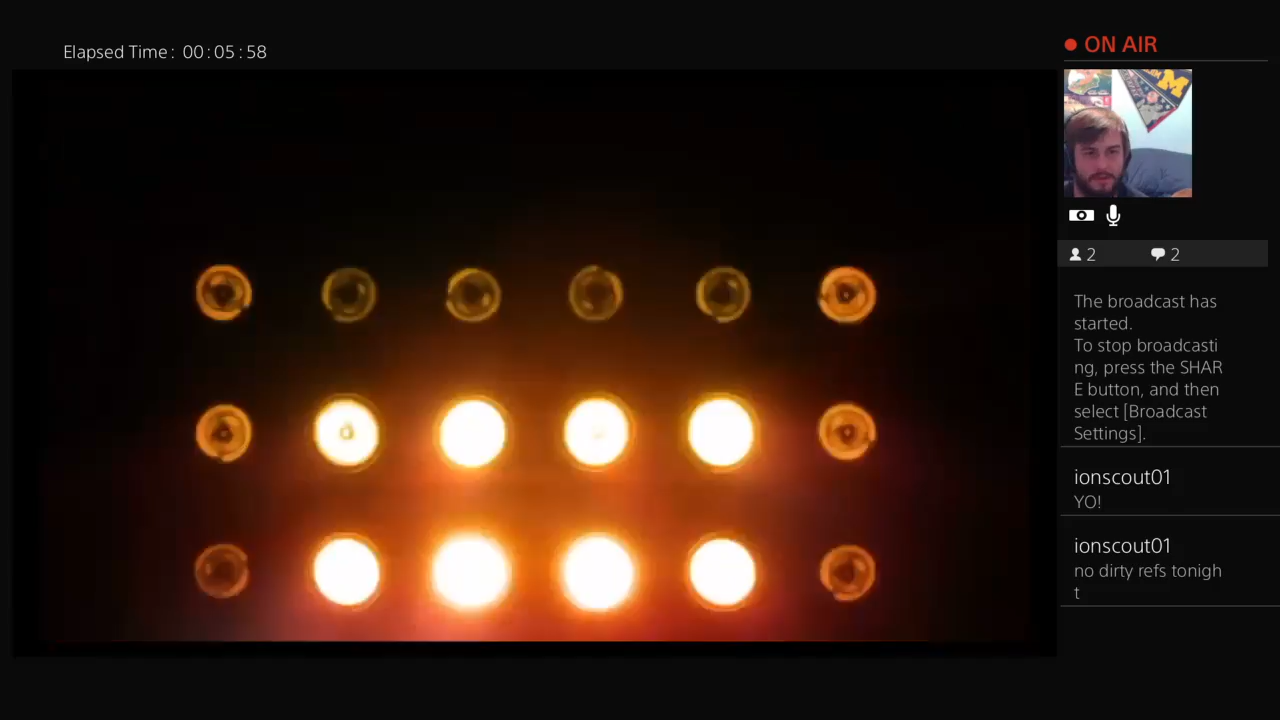 Elapsed Time: 00:05:58
ON AIR
M
2
2
The broadcast has
started.
To stop broadcasti
ng, press the SHAR
E button, and then
select [Broadcast
Settings].
ionscout01
YO!
ionscout01
no dirty refs tonigh
t